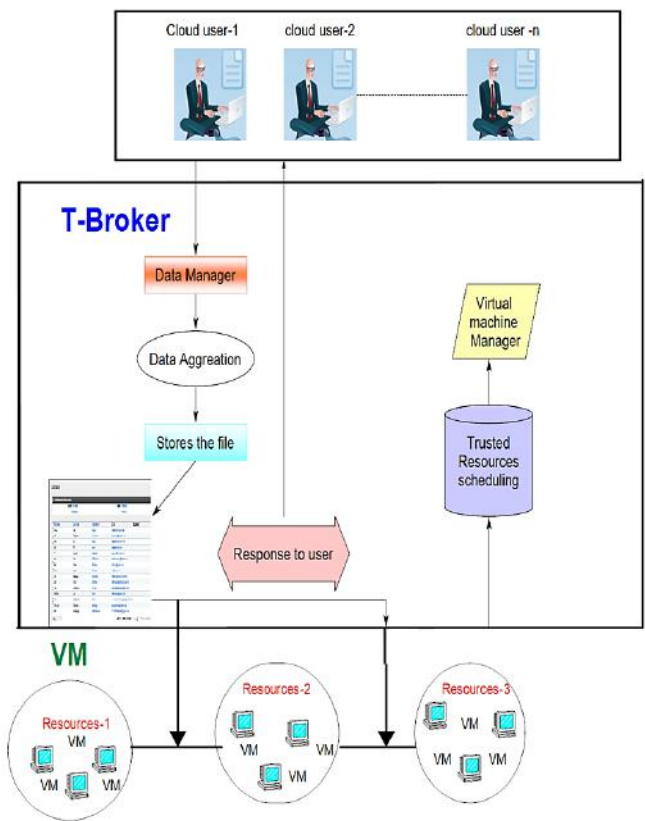 Cloud user-1
cloud user-2
cloud user -n
T-Broker
Data Manager
Data Aggreation
Stores the file
Virtual
machine
Manager
Trusted
Resources
scheduling
Response to user
VM
Resources-1
VM
VM
VM
Resources-2
VM
VM
VM
Resources-3
VM
VM
VM